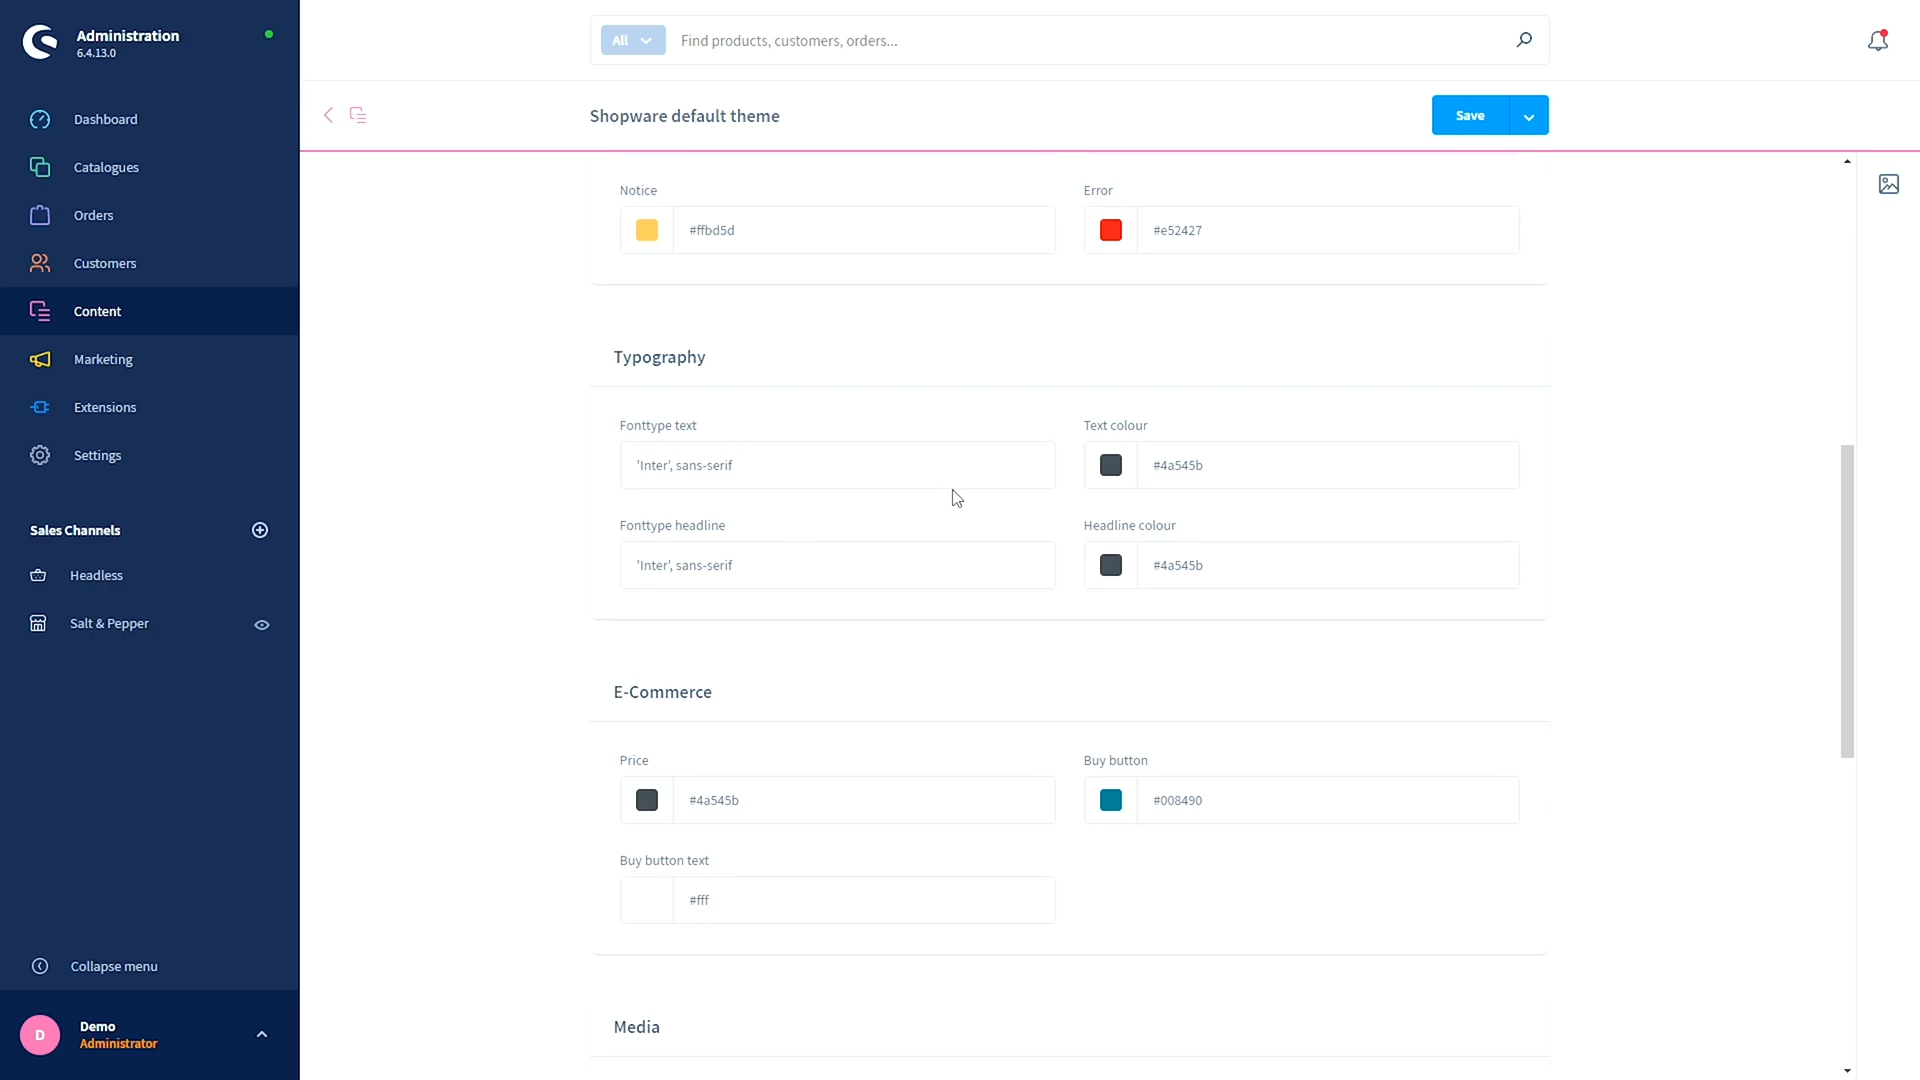 Administration
6.4.13.0
Dashboard
Catalogues
Orders
Customers
Content
Marketing
Extensions
Settings
Sales Channels
Headless
Salt & Pepper
Collapse menu
D
Demo
Administrator
All
Find products, customers, orders...
Shopware default theme
Save
Notice
Error
#ffbd5d
#e52427
Typography
Fonttype text
Text colour
'Inter', sans-serif
#4a545b
Fonttype headline
Headline colour
'Inter', sans-serif
#4a545b
E-Commerce
Price
Buy button
#4a545b
#008490
Buy button text
#fff
Media